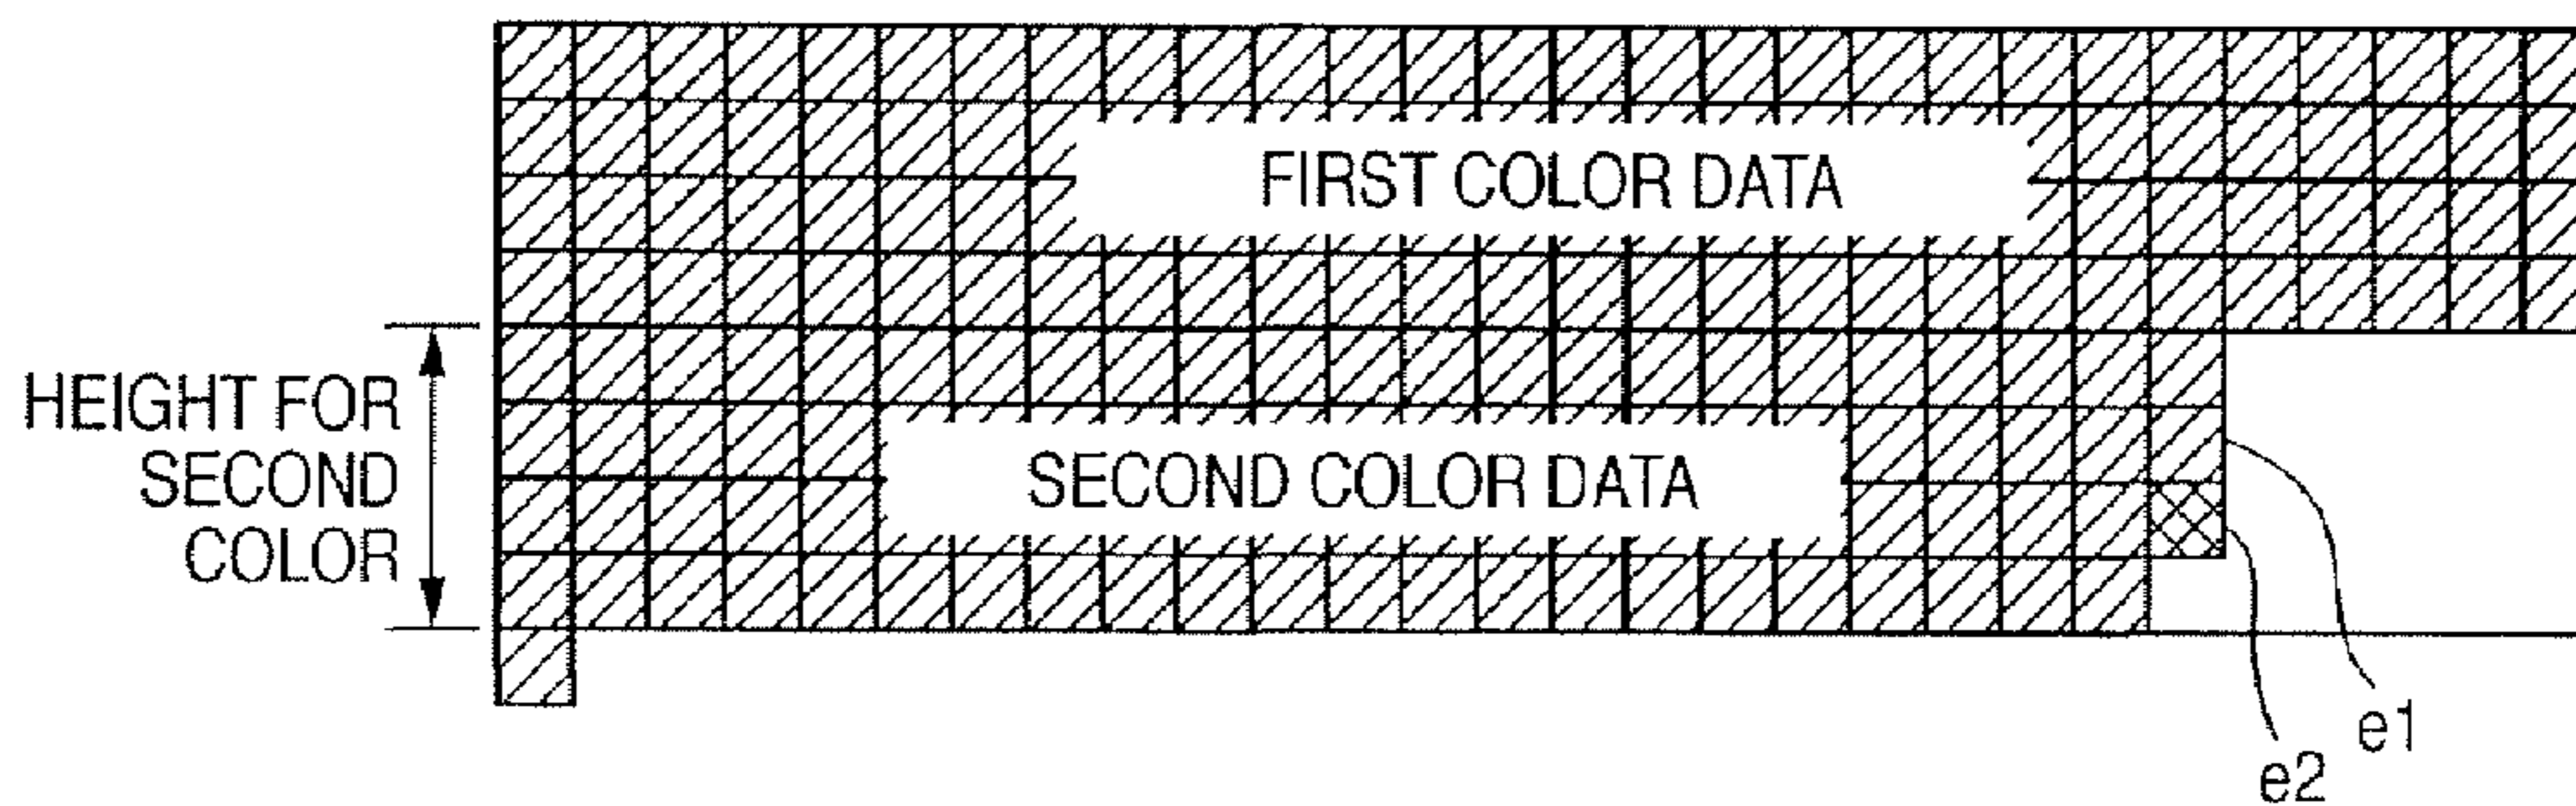 FIRST COLOR DATA
HEIGHT FOR
SECOND
COLOR
SECOND COLOR DATA
e1
e2